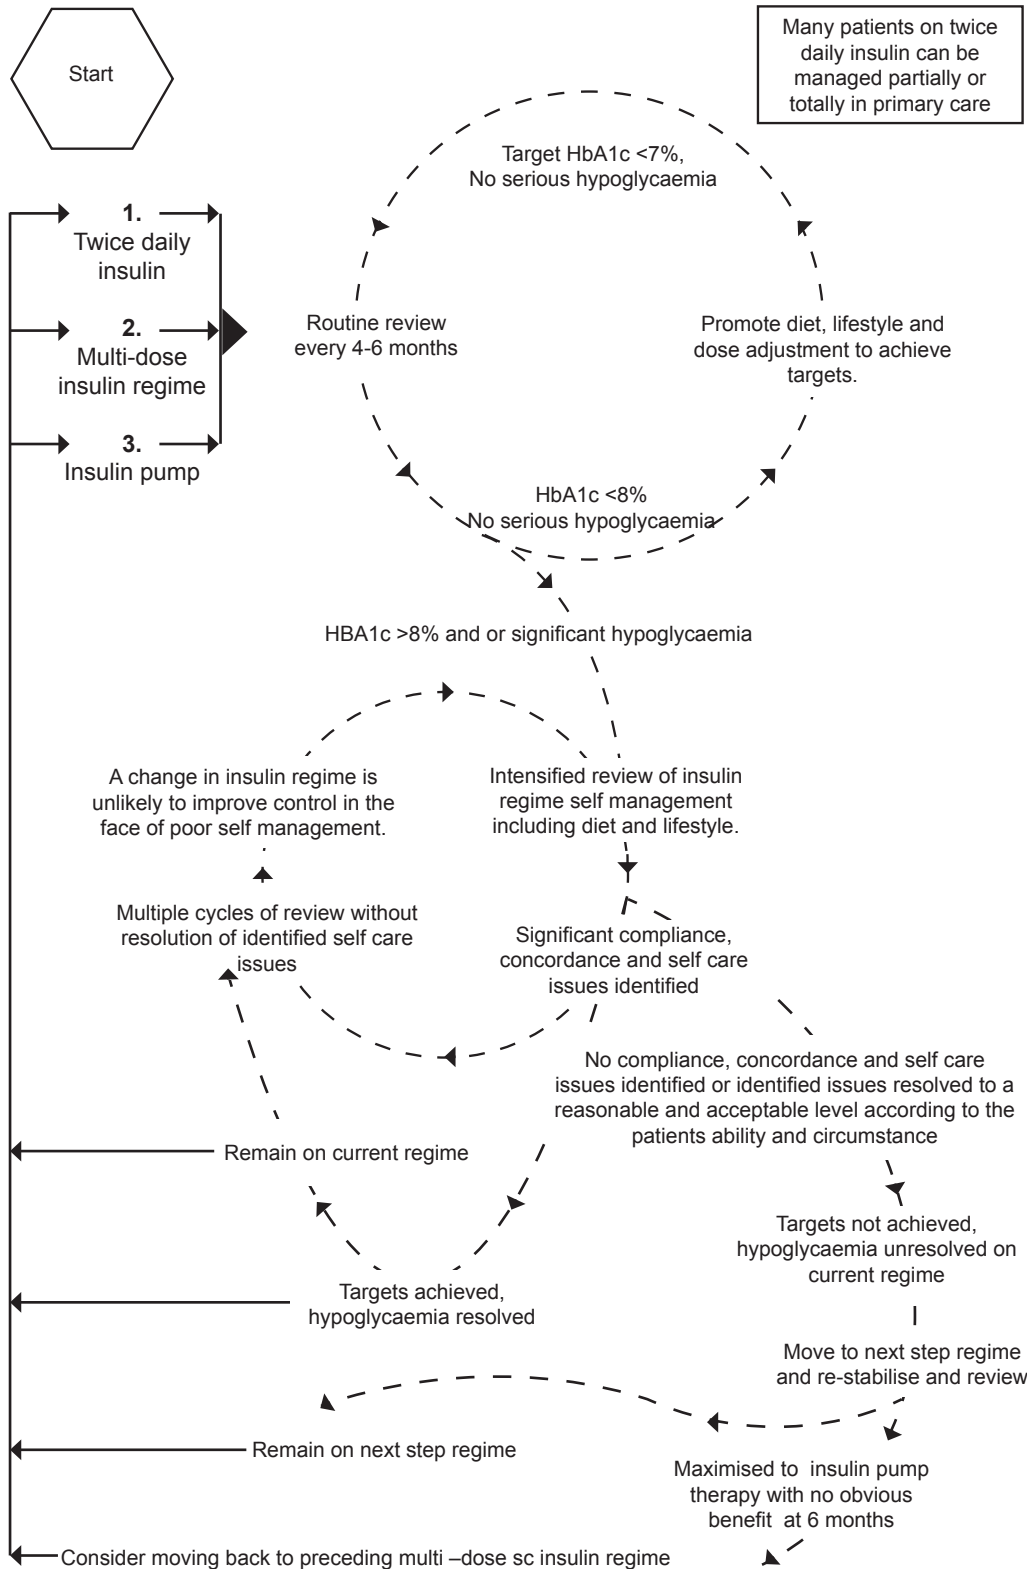 Start
Many patients on twice
daily insulin can be
managed partially or
totally in primary care
Target HbA1c <7%,
No serious hypoglycaemia
1.
Twice daily
insulin
2.
Multi-dose
insulin regime
3.
Insulin pump
Routine review
every 4-6 months
Promote diet, lifestyle and
dose adjustment to achieve
targets.
HbA1c <8%
No serious hypoglycaemia
HBA1c >8% and or significant hypoglycaemia
A change in insulin regime is
unlikely to improve control in the
face of poor self management.
Intensified review of insulin
regime self management
including diet and lifestyle.
Multiple cycles of review without
resolution of identified self care
issues
Significant compliance,
concordance and self care
issues identified
No compliance, concordance and self care
issues identified or identified issues resolved to a
reasonable and acceptable level according to the
patients ability and circumstance
Remain on current regime
Targets not achieved,
hypoglycaemia unresolved on
current regime
Targets achieved,
hypoglycaemia resolved
Move to next step regime
and re-stabilise and review
Remain on next step regime
Maximised to insulin pump
therapy with no obvious
benefit at 6 months
Consider moving back to preceding multi –dose sc insulin regime